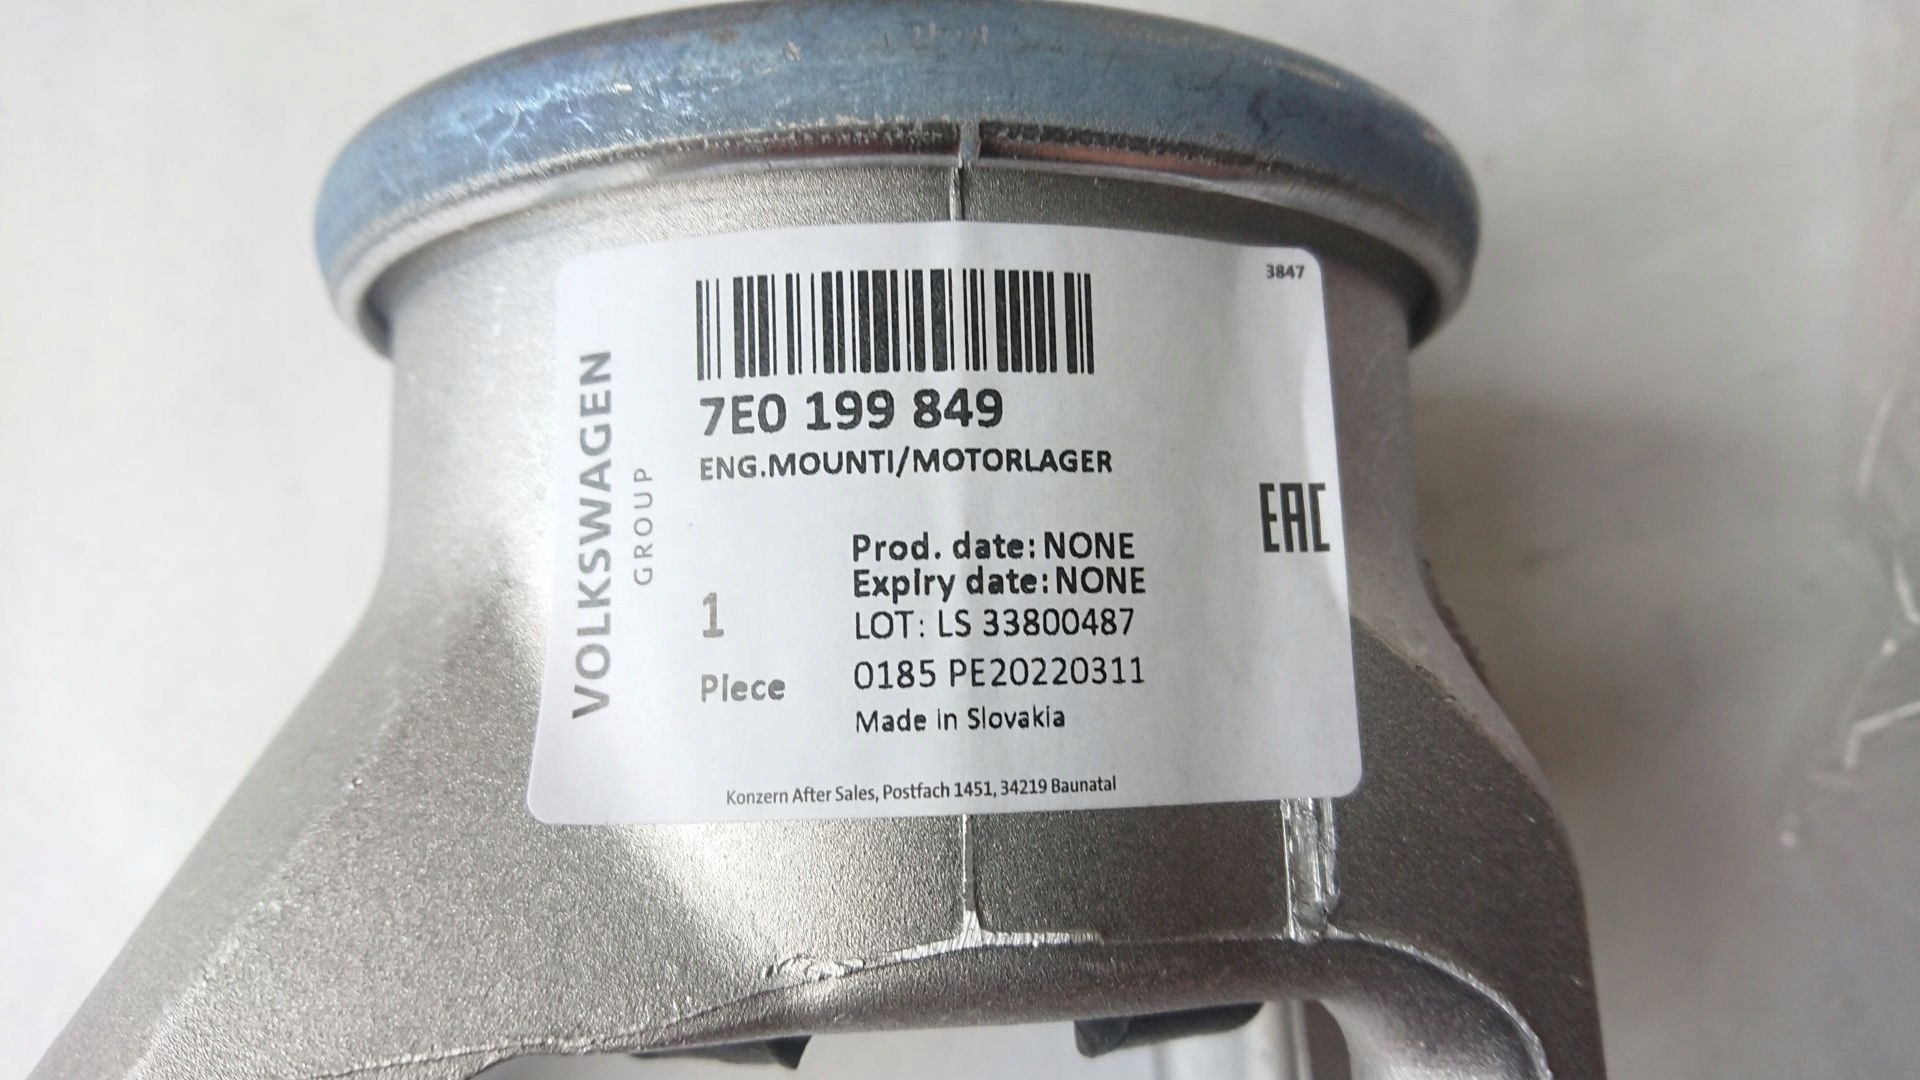 3847
VOLKSWAGEN
GROUP
7E0 199 849
ENG.MOUNTI/MOTORLAGER
EAC
Prod. date: NONE
Expiry date: NONE
1
LOT: LS 33800487
Piece
0185 PE20220311
Made in Slovakia
Konzern After Sales, Postfach 1451, 34219 Baunatal